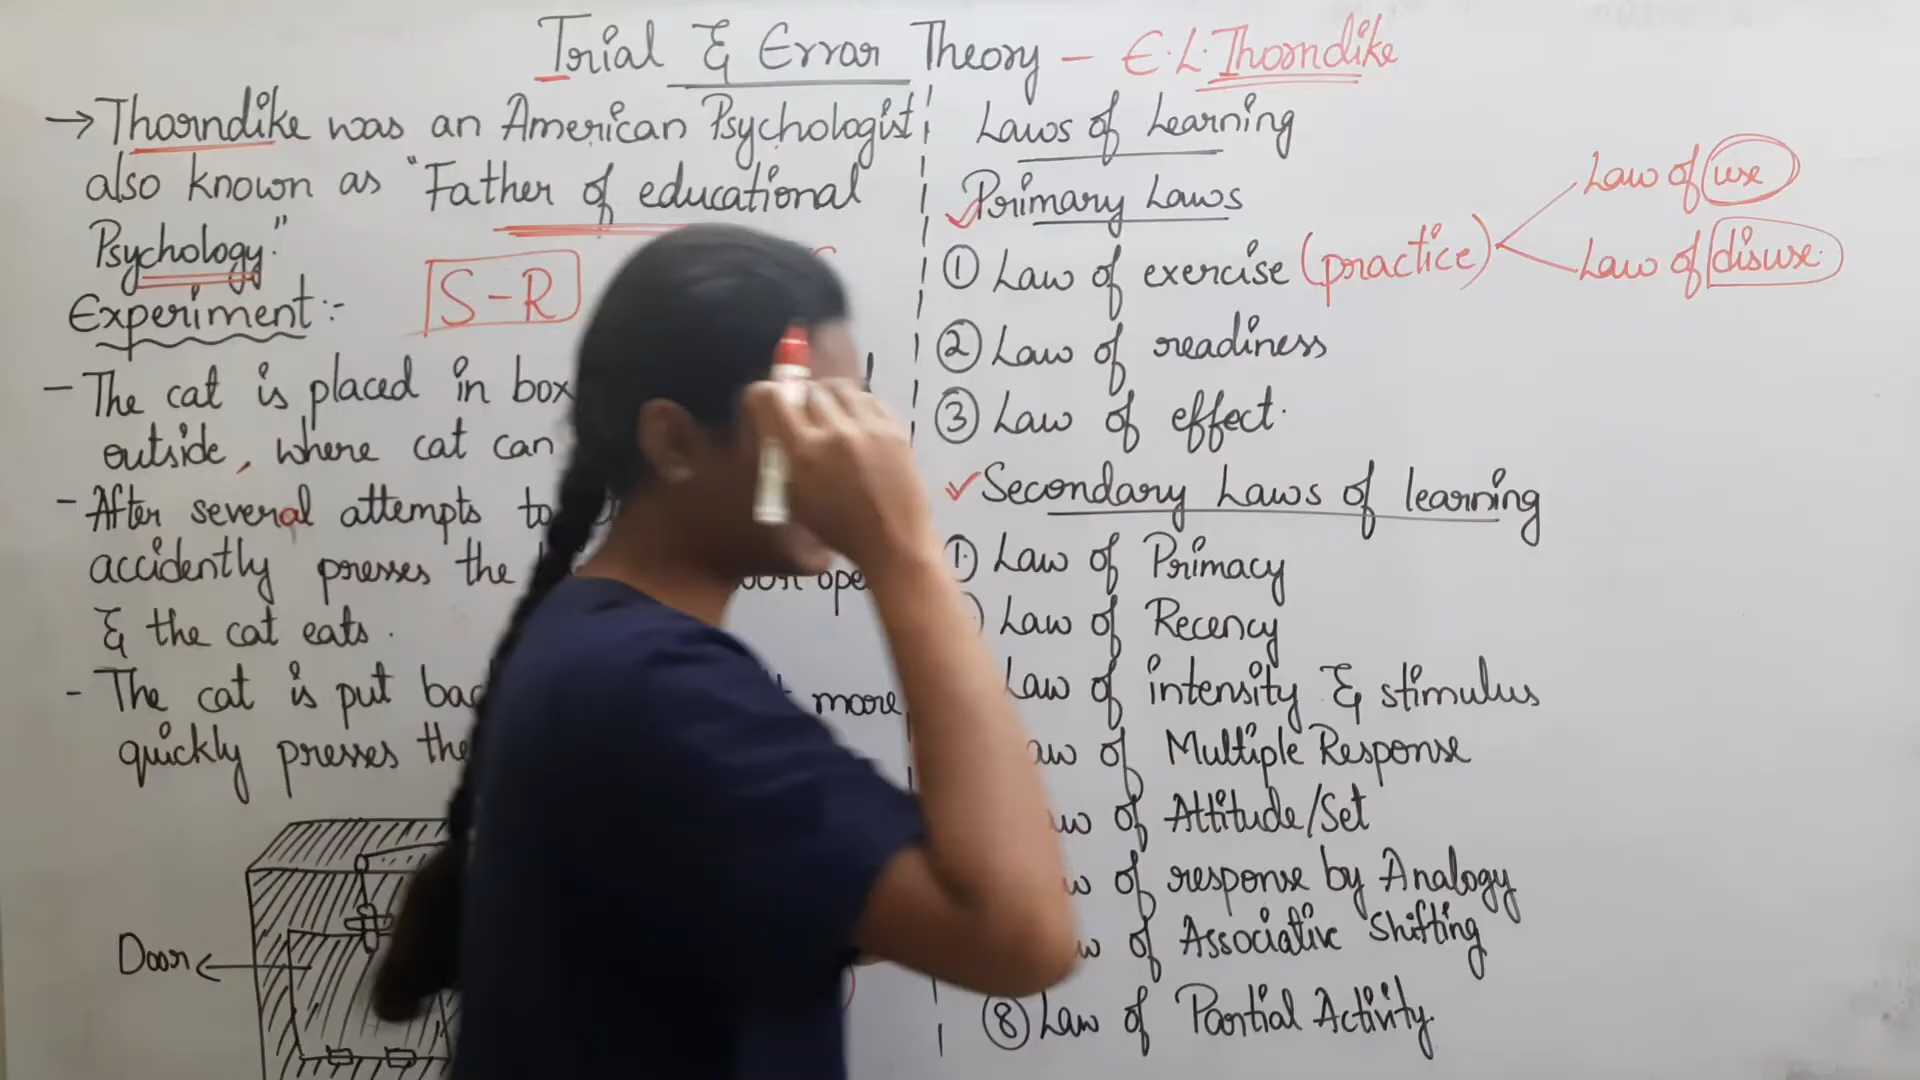 Trial & Error Theory – E.L. Thorndike
→ Thorndike was an American Psychologist
also known as "Father of educational
Psychology."
S-R
Experiment :-
- The cat is placed in box
outside, where cat can
- After several attempts to
accidently presses the door ope
& the cat eats.
- The cat is put more
quickly presses the
Door
Laws of Learning
Primary Laws
① Law of exercise (practice)
Law of use
Law of disuse.
② Law of readiness
③ Law of effect.
Secondary Laws of learning
①. Law of Primacy
Law of Recency
Law of intensity & stimulus
of Multiple Response
of Attitude/Set
of response by Analogy
of Associative Shifting
⑧ Law of Partial Activity.